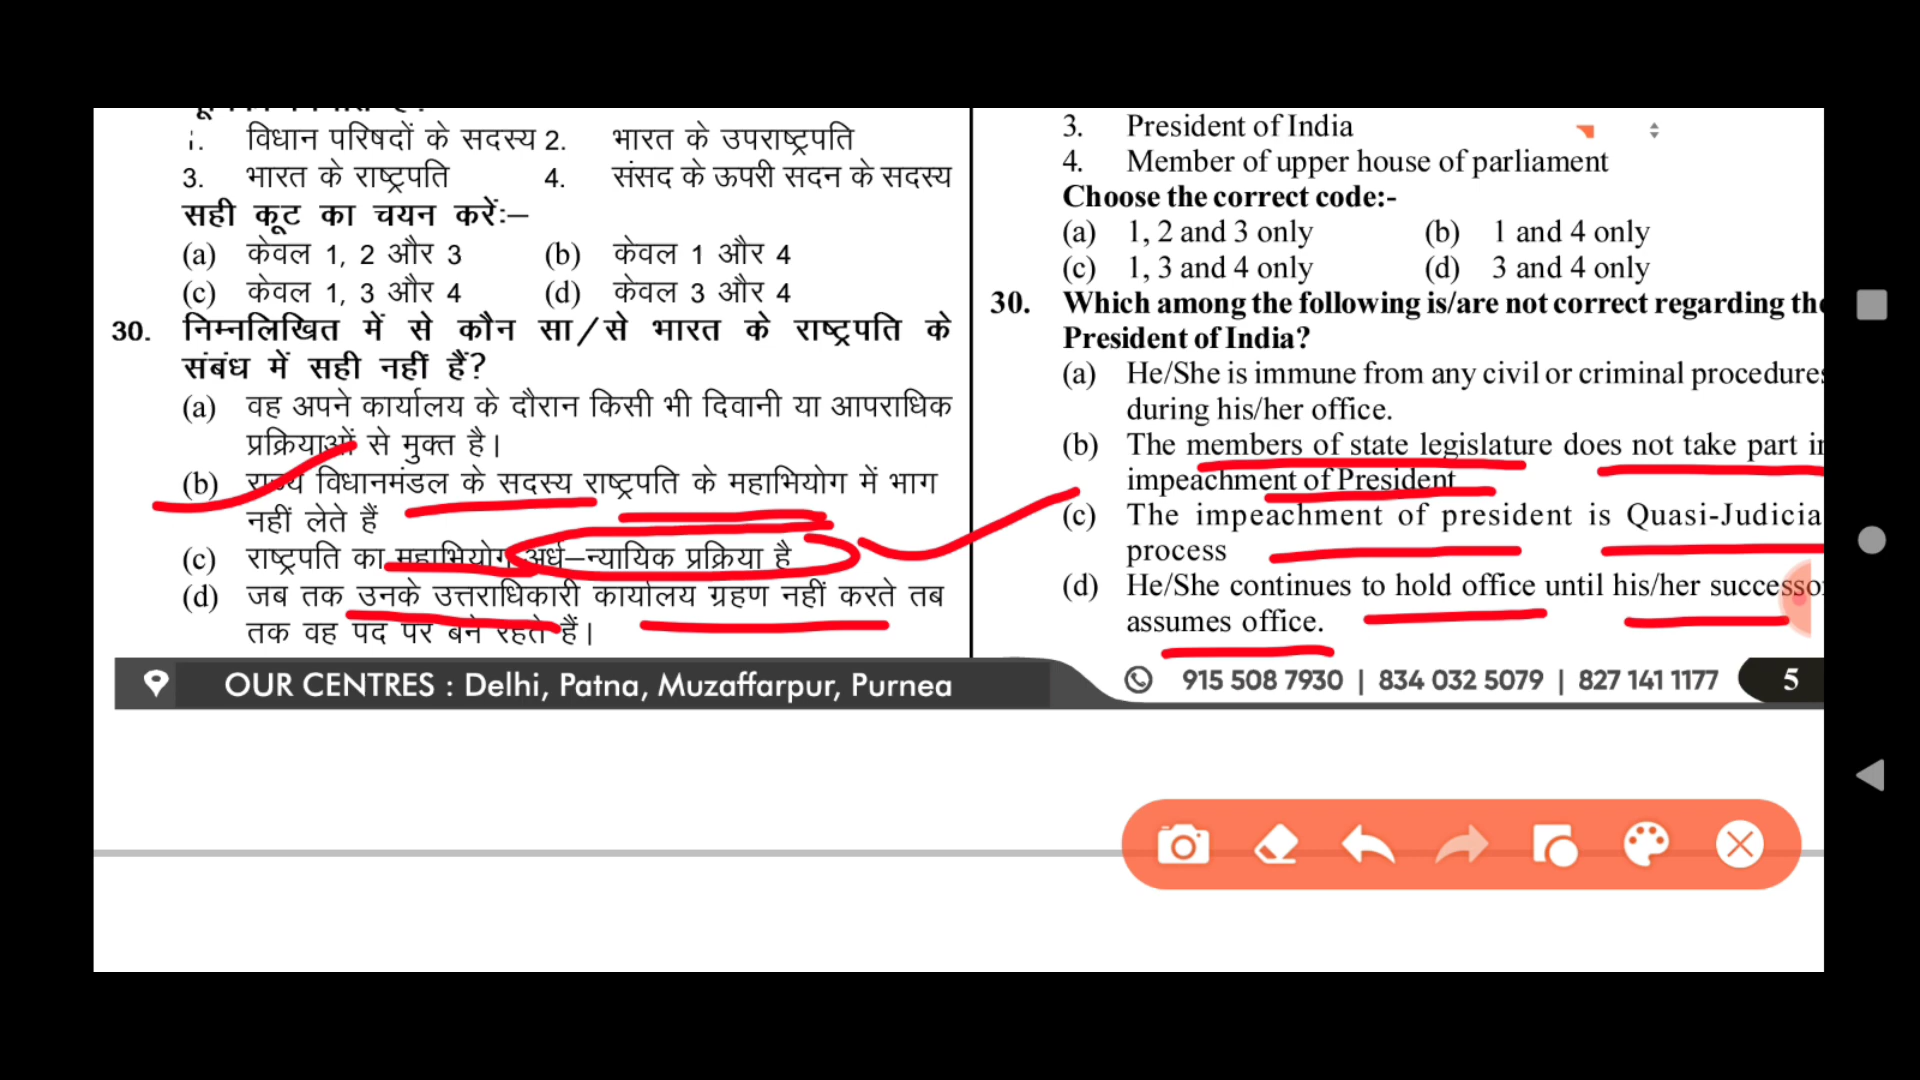 1. विधान परिषदों के सदस्य 2. भारत के उपराष्ट्रपति
3. भारत के राष्ट्रपति 4. संसद के ऊपरी सदन के सदस्य
सही कूट का चयन करें:–
(a) केवल 1, 2 और 3 (b) केवल 1 और 4
(c) केवल 1, 3 और 4 (d) केवल 3 और 4
30. निम्नलिखित में से कौन सा/से भारत के राष्ट्रपति के
संबंध में सही नहीं हैं?
(a) वह अपने कार्यालय के दौरान किसी भी दिवानी या आपराधिक
प्रक्रियाओं से मुक्त है।
(b) राज्य विधानमंडल के सदस्य राष्ट्रपति के महाभियोग में भाग
नहीं लेते हैं
(c) राष्ट्रपति का महाभियोग अर्ध–न्यायिक प्रक्रिया है
(d) जब तक उनके उत्तराधिकारी कार्यालय ग्रहण नहीं करते तब
तक वह पद पर बने रहते हैं।
3. President of India
4. Member of upper house of parliament
Choose the correct code:-
(a) 1, 2 and 3 only (b) 1 and 4 only
(c) 1, 3 and 4 only (d) 3 and 4 only
30. Which among the following is/are not correct regarding the
President of India?
(a) He/She is immune from any civil or criminal procedures
during his/her office.
(b) The members of state legislature does not take part in
impeachment of President
(c) The impeachment of president is Quasi-Judicia
process
(d) He/She continues to hold office until his/her successor
assumes office.
OUR CENTRES : Delhi, Patna, Muzaffarpur, Purnea
915 508 7930 | 834 032 5079 | 827 141 1177 5